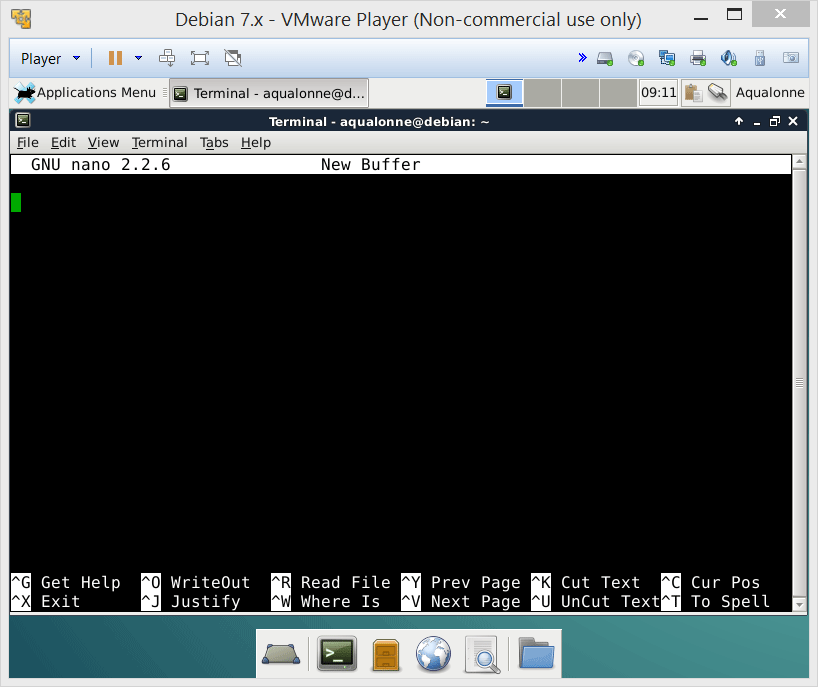 Debian 7.x - VMware Player (Non-commercial use only)
Player
Applications Menu Terminal - aqualonne@d... 09:11 Aqualonne
Terminal - aqualonne@debian: ~
File Edit View Terminal Tabs Help
GNU nano 2.2.6 New Buffer
^G Get Help ^O WriteOut ^R Read File ^Y Prev Page ^K Cut Text ^C Cur Pos
^X Exit ^J Justify ^W Where Is ^V Next Page ^U UnCut Text ^T To Spell